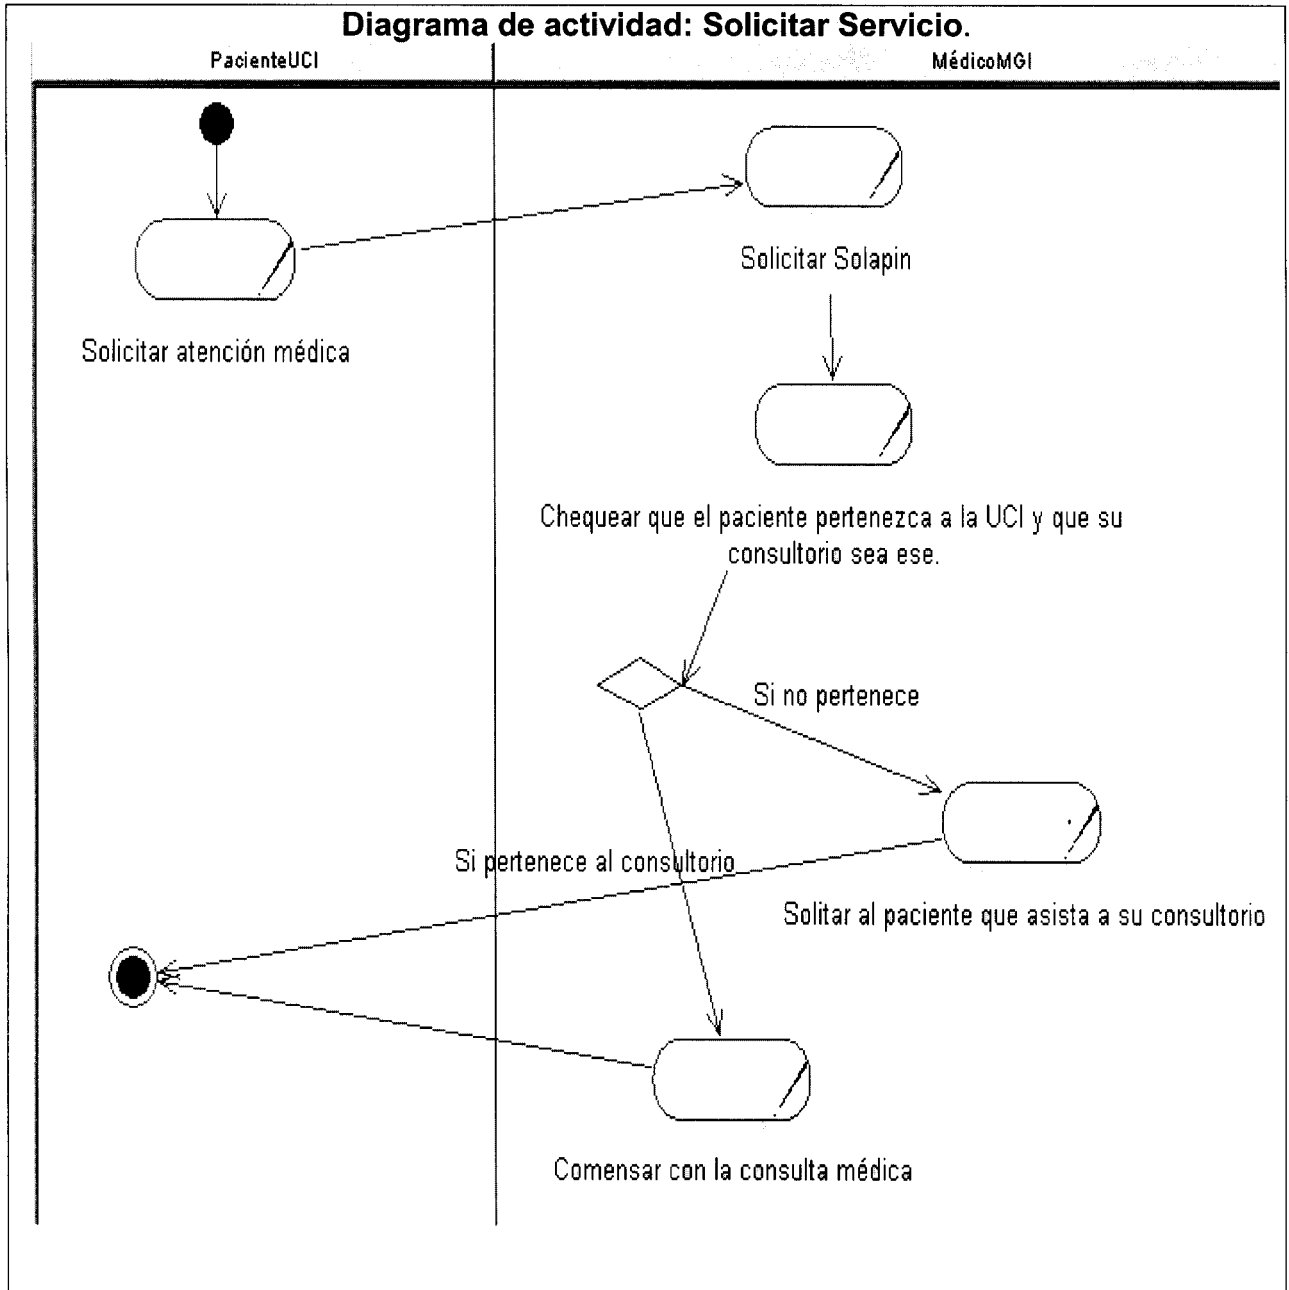 Diagrama de actividad: Solicitar Servicio.
PacienteUCI
MédicoMGI
Solicitar Solapin
Solicitar atención médica
Chequear que el paciente pertenezca a la UCI y que su
consultorio sea ese.
Si no pertenece
Si pertenece al consultorio
Solitar al paciente que asista a su consultorio
Comensar con la consulta médica